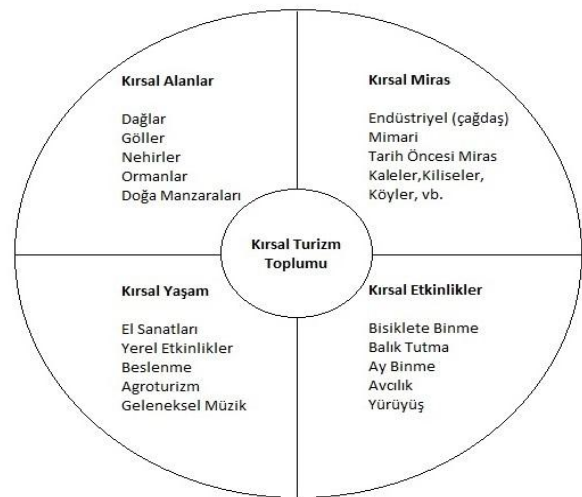 Kırsal Alanlar
Dağlar
Göller
Nehirler
Ormanlar
Doğa Manzaraları
Kırsal Miras
Endüstriyel (çağdaş)
Mimari
Tarih Öncesi Miras
Kaleler,Kiliseler,
Köyler, vb.
Kırsal Turizm
Toplumu
Kırsal Yaşam
El Sanatları
Yerel Etkinlikler
Beslenme
Agroturizm
Geleneksel Müzik
Kırsal Etkinlikler
Bisiklete Binme
Balık Tutma
Ay Binme
Avcılık
Yürüyüş